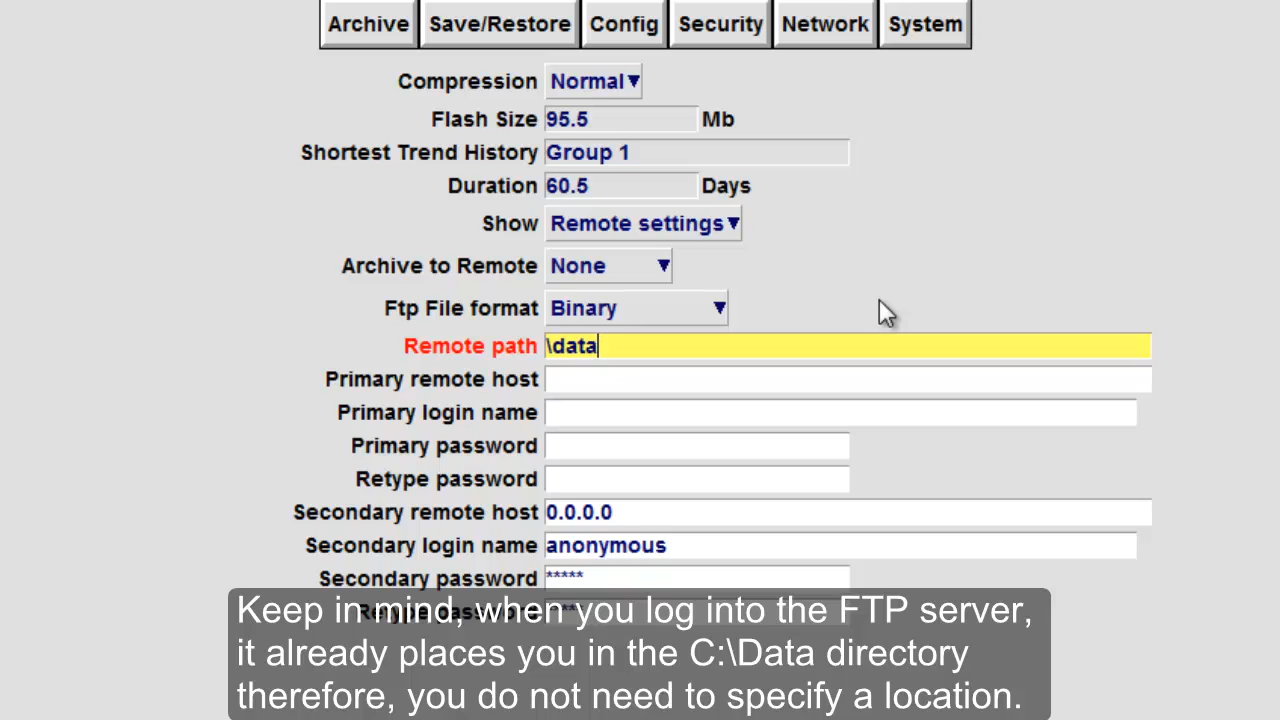 Archive Save/Restore Config Security Network System
Compression Normal
Flash Size 95.5 Mb
Shortest Trend History Group 1
Duration 60.5 Days
Show Remote settings
Archive to Remote None
Ftp File format Binary
Remote path \data
Primary remote host
Primary login name
Primary password
Retype password
Secondary remote host 0.0.0.0
Secondary login name anonymous
Secondary password *****
Retype password
Keep in mind, when you log into the FTP server,
it already places you in the C:\Data directory
therefore, you do not need to specify a location.